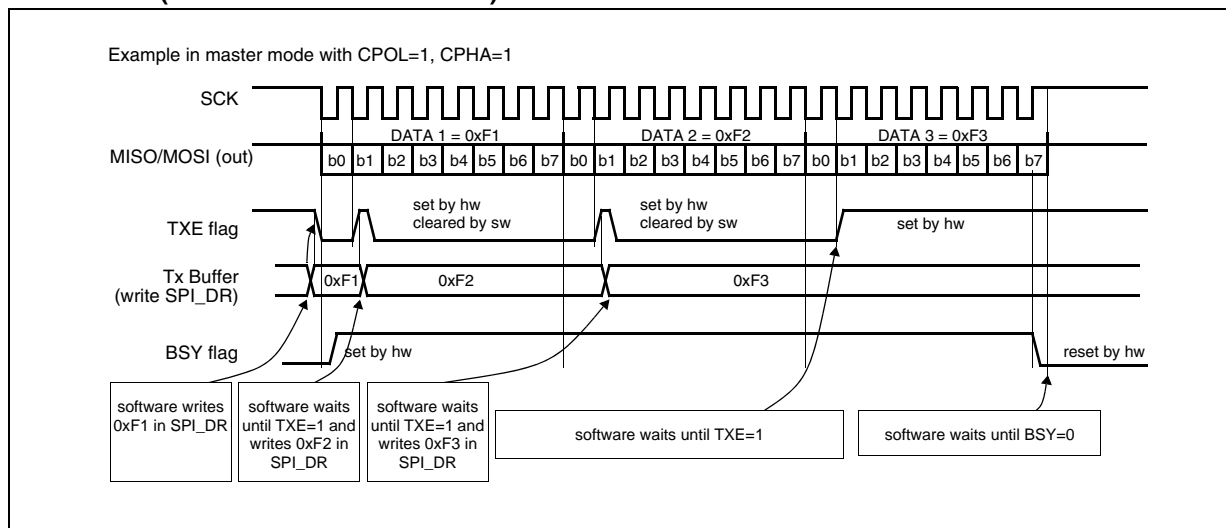 Example in master mode with CPOL=1, CPHA=1
SCK
DATA 1 = 0xF1
DATA 2 = 0xF2
DATA 3 = 0xF3
MISO/MOSI (out)
b0 b1 b2 b3 b4 b5 b6 b7 b0 b1 b2 b3 b4 b5 b6 b7 b0 b1 b2 b3 b4 b5 b6 b7
TXE flag
set by hw
cleared by sw
set by hw
cleared by sw
set by hw
Tx Buffer
(write SPI_DR)
0xF1
0xF2
0xF3
BSY flag
set by hw
reset by hw
software writes
0xF1 in SPI_DR
software waits
until TXE=1 and
writes 0xF2 in
SPI_DR
software waits
until TXE=1 and
writes 0xF3 in
SPI_DR
software waits until TXE=1
software waits until BSY=0